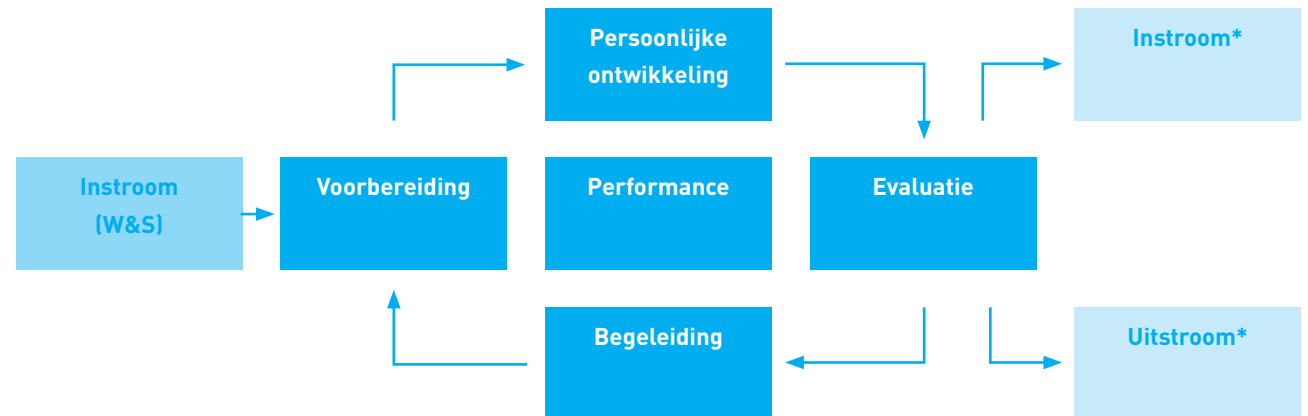 Persoonlijke
ontwikkeling
Instroom*
Instroom
(W&S)
Voorbereiding
Performance
Evaluatie
Begeleiding
Uitstroom*